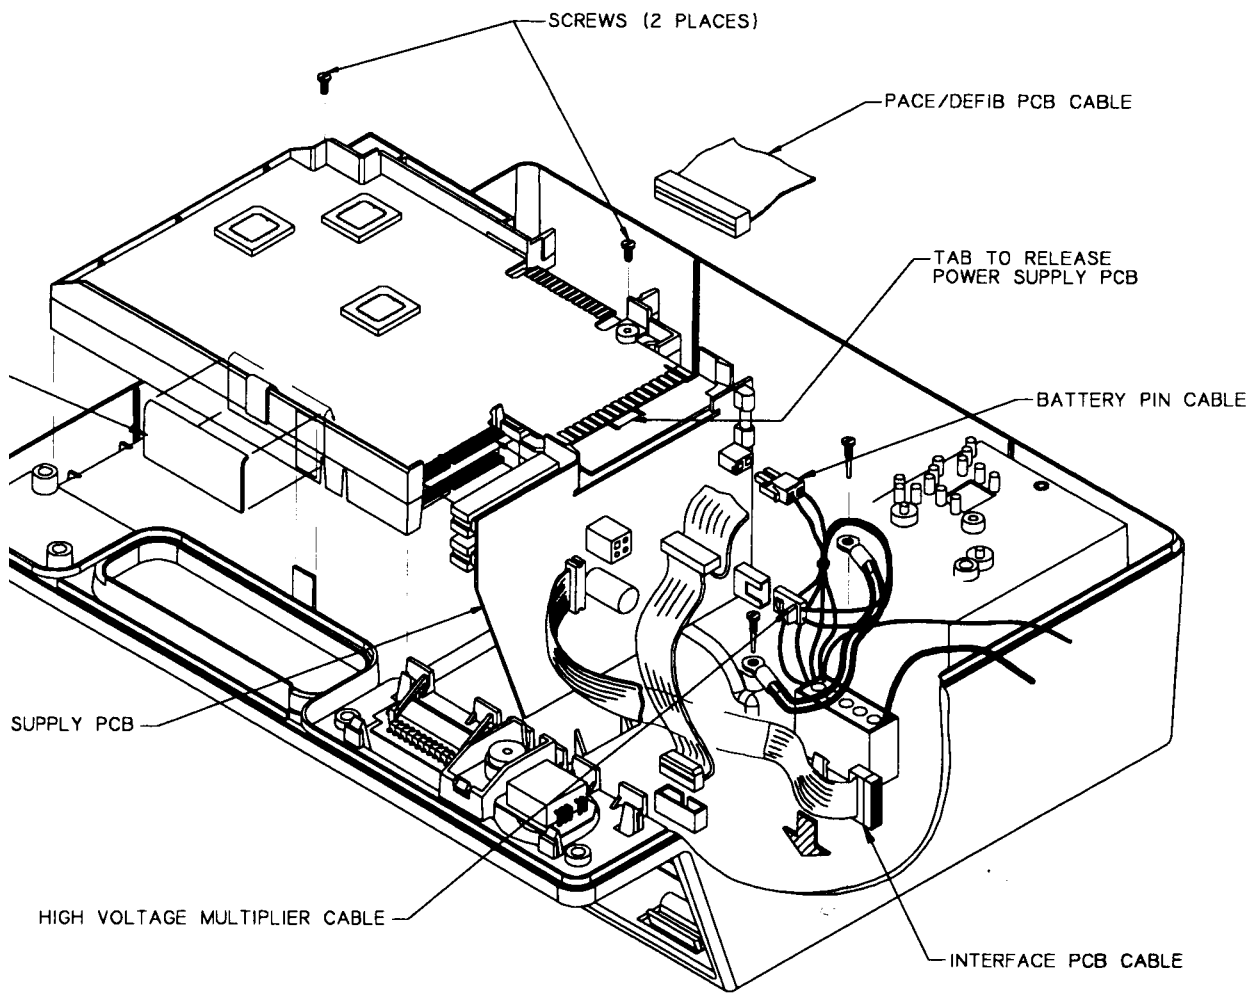 SCREWS (2 PLACES)
PACE/DEFIB PCB CABLE
TAB TO RELEASE
POWER SUPPLY PCB
BATTERY PIN CABLE
SUPPLY PCB
HIGH VOLTAGE MULTIPLIER CABLE
INTERFACE PCB CABLE